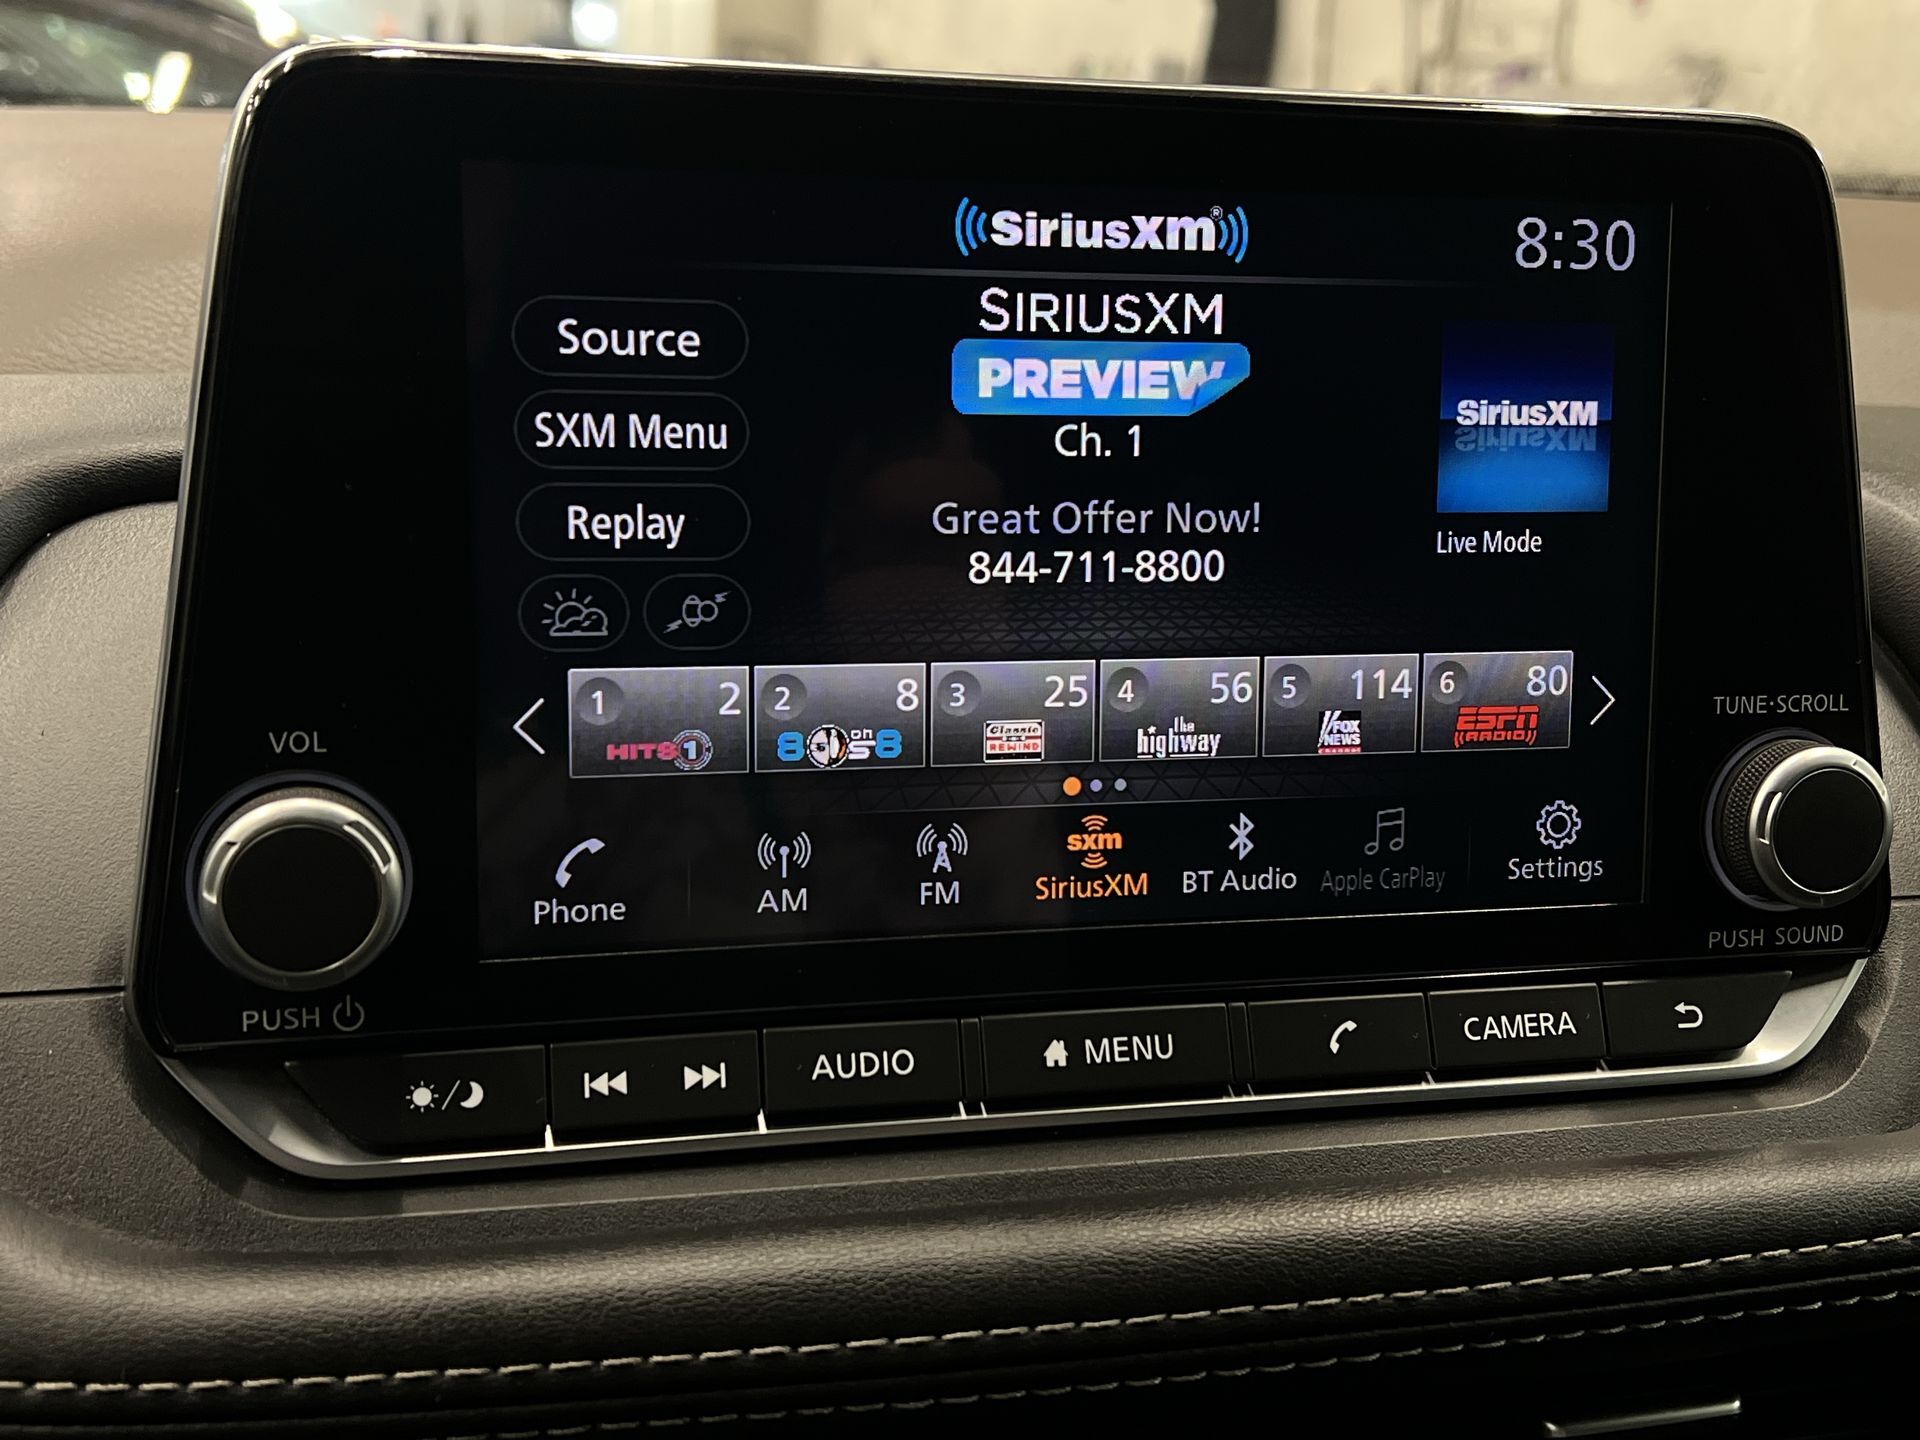 SiriusXM®
8:30
SIRIUSXM
PREVIEW
Ch. 1
Great Offer Now!
844-711-8800
Source
SXM Menu
Replay
SiriusXM
Live Mode
1 2 HITS 1
2 8 80s on 8
3 25 Classic REWIND
4 56 the highway
5 114 FOX NEWS channel
6 80 ESPN RADIO
Phone
AM
FM
sxm
SiriusXM
BT Audio
Apple CarPlay
Settings
VOL
PUSH
TUNE·SCROLL
PUSH SOUND
AUDIO
MENU
CAMERA